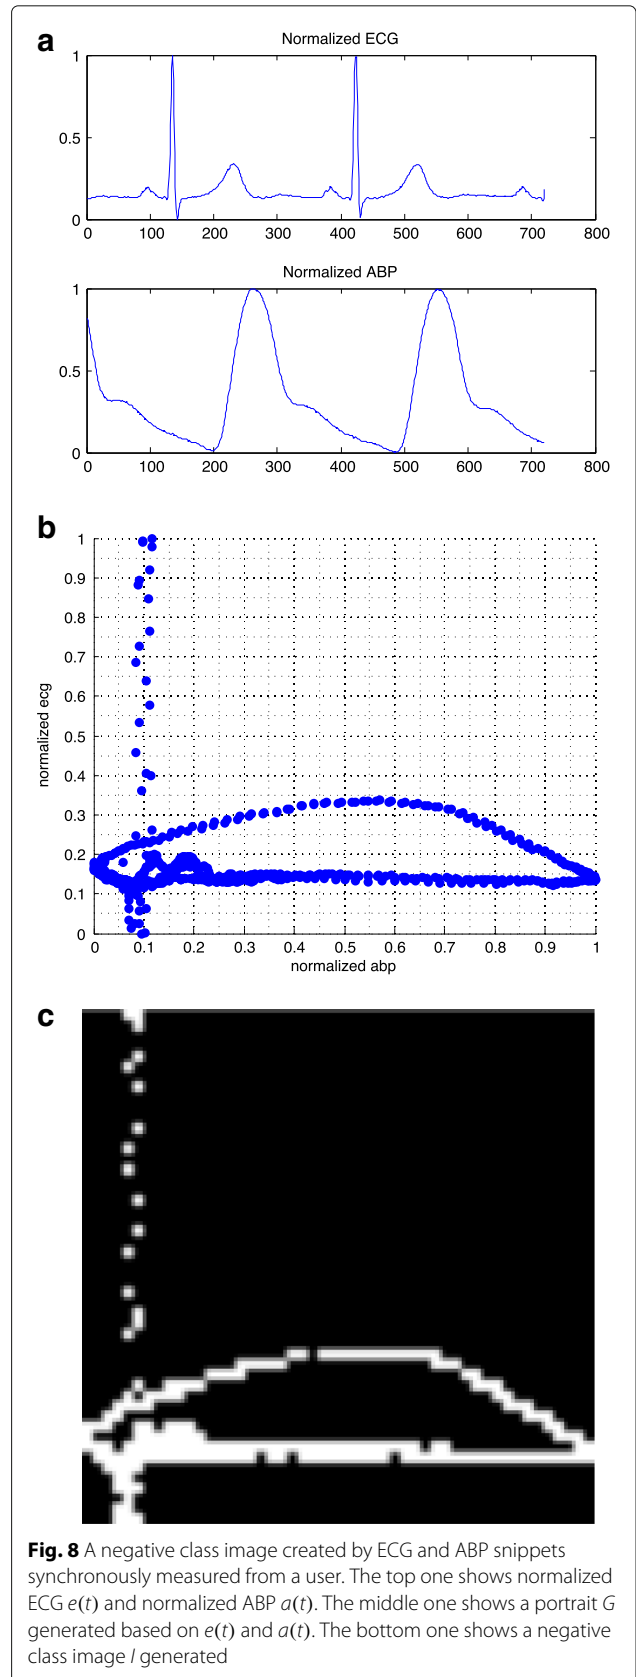 a
Normalized ECG
1
0.5
0
0 100 200 300 400 500 600 700 800
Normalized ABP
1
0.5
0
0 100 200 300 400 500 600 700 800
b
1
0.9
0.8
0.7
0.6
0.5
0.4
0.3
0.2
0.1
0
normalized ecg
0 0.1 0.2 0.3 0.4 0.5 0.6 0.7 0.8 0.9 1
normalized abp
c
Fig. 8 A negative class image created by ECG and ABP snippets
synchronously measured from a user. The top one shows normalized
ECG e(t) and normalized ABP a(t). The middle one shows a portrait G
generated based on e(t) and a(t). The bottom one shows a negative
class image I generated